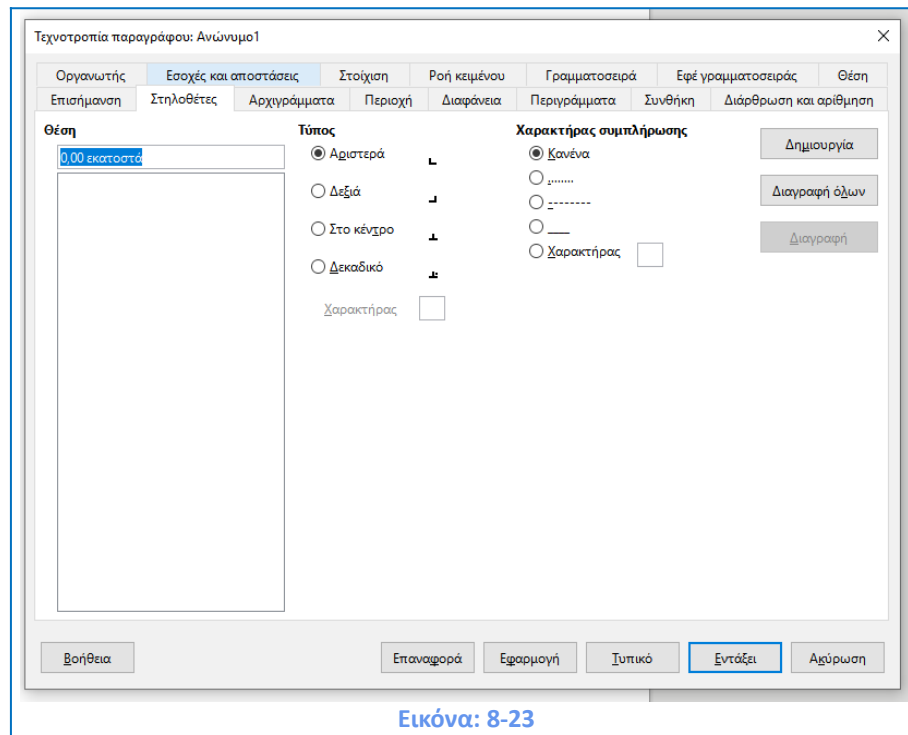 Τεχνοτροπία παραγράφου: Ανώνυμο1
Οργανωτής Εσοχές και αποστάσεις Στοίχιση Ροή κειμένου Γραμματοσειρά Εφέ γραμματοσειράς Θέση
Επισήμανση Στηλοθέτες Αρχιγράμματα Περιοχή Διαφάνεια Περιγράμματα Συνθήκη Διάρθρωση και αρίθμηση
Θέση Τύπος Χαρακτήρας συμπλήρωσης
0,00 εκατοστά Αριστερά Κανένα Δημιουργία
.......
Δεξιά Διαγραφή όλων
--------
Στο κέντρο ___ Διαγραφή
Δεκαδικό Χαρακτήρας
Χαρακτήρας
Βοήθεια Επαναφορά Εφαρμογή Τυπικό Εντάξει Ακύρωση
Εικόνα: 8-23